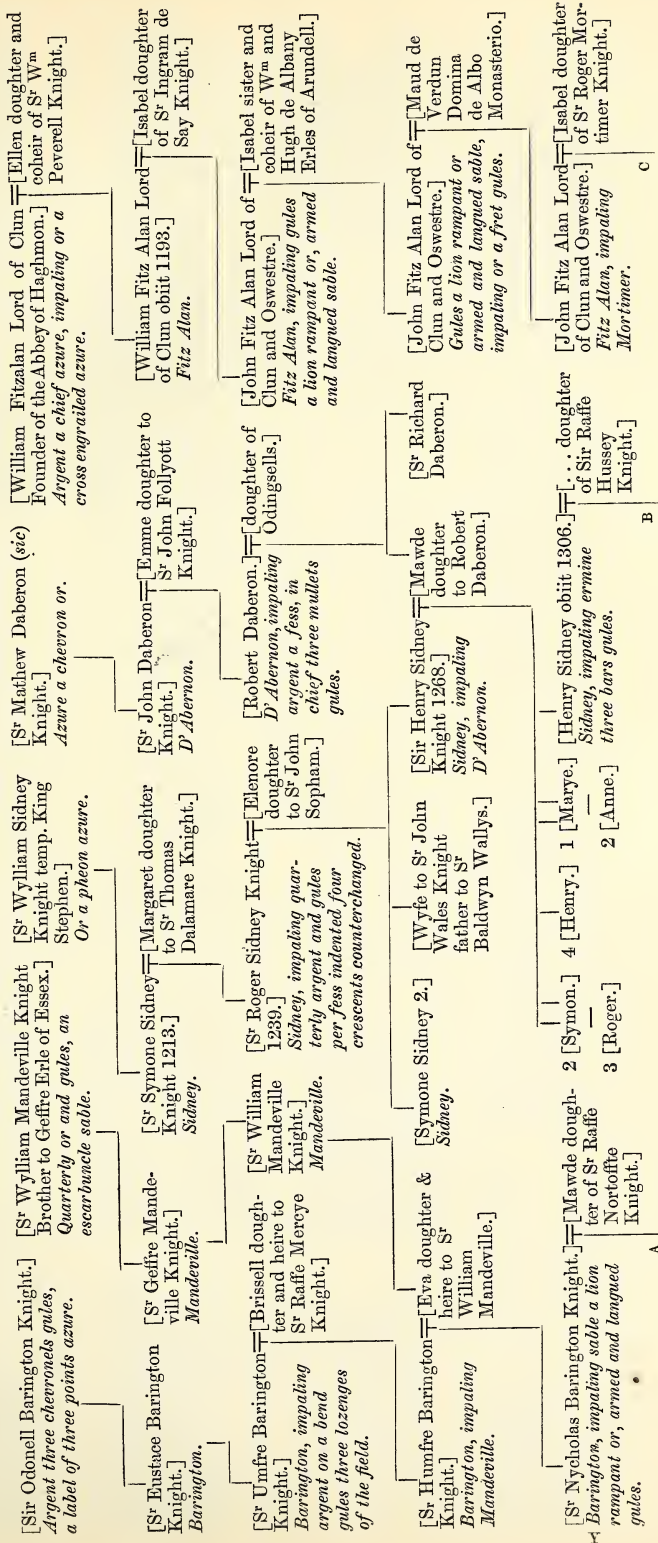 [Sir Odonell Barington Knight.]
Argent three chevronels gules,
a label of three points azure.
[Sʳ Wylliam Mandeville Knight
Brother to Geffre Erle of Essex.]
Quarterly or and gules, an
escarbuncle sable.
[Sʳ Wylliam Sidney
Knight temp. King
Stephen.]
Or a pheon azure.
[Sʳ Mathew Daberon (sic)
Knight.]
Azure a chevron or.
[William Fitzalan Lord of Clun
Founder of the Abbey of Haghmon.]
Argent a chief azure, impaling or a
cross engrailed azure.
[Ellen doughter and
coheir of Sʳ Wᵐ
Peverell Knight.]
[Sʳ Eustace Barington
Knight.]
Barington.
[Sʳ Geffre Mande-
ville Knight.]
Mandeville.
[Sʳ Symone Sidney
Knight 1213.]
Sidney.
[Margaret doughter
to Sʳ Thomas
Dalamare Knight.]
[Sʳ John Daberon
Knight.]
D'Abernon.
[Emme doughter to
Sʳ John Follyott
Knight.]
[William Fitz Alan Lord
of Clun obiit 1193.]
Fitz Alan.
[Isabel doughter
of Sʳ Ingram de
Say Knight.]
[Sʳ Umfre Barington
Knight.]
Barington, impaling
argent on a bend
gules three lozenges
of the field.
[Brissell dough-
ter and heire to
Sʳ Raffe Mercye
Knight.]
[Sʳ William
Mandeville
Knight.]
Mandeville.
[Sʳ Roger Sidney Knight
1239.]
Sidney, impaling quar-
terly argent and gules
per fess indented four
crescents counterchanged.
[Elenore
doughter
to Sʳ John
Sopham.]
[Robert Daberon.]
D'Abernon, impaling
argent a fess, in
chief three mullets
gules.
[doughter of
Odingsells.]
[John Fitz Alan Lord of
Clun and Oswestre.]
Fitz Alan, impaling gules
a lion rampant or, armed
and langued sable.
[Isabel sister and
coheir of Wᵐ and
Hugh de Albany
Erles of Arundell.]
[Sʳ Humfre Barington
Knight.]
Barington, impaling
Mandeville.
[Eva doughter &
heire to Sʳ
William
Mandeville.]
[Symone Sidney 2.]
Sidney.
[Wyfe to Sʳ John
Wales Knight
father to Sʳ
Baldwyn Wallys.]
[Sir Henry Sidney
Knight 1268.]
Sidney, impaling
D'Abernon.
[Mawde
doughter
to Robert
Daberon.]
[Sʳ Richard
Daberon.]
[John Fitz Alan Lord of
Clun and Oswestre.]
Gules a lion rampant or
armed and langued sable,
impaling or a fret gules.
[Maud de
Verdun
Domina
de Albo
Monasterio.]
[Sʳ Nycholas Barington Knight.]
Barington, impaling sable a lion
rampant or, armed and langued
gules.
[Mawde dough-
ter of Sʳ Raffe
Nortoffte
Knight.]
2 [Symon.]
3 [Roger.]
4 [Henry.]
1 [Marye.]
2 [Anne.]
[Henry Sidney obiit 1306.]
Sidney, impaling ermine
three bars gules.
[... doughter
of Sir Raffe
Hussey
Knight.]
[John Fitz Alan Lord
of Clun and Oswestre.]
Fitz Alan, impaling
Mortimer.
[Isabel doughter
of Sʳ Roger Mor-
timer Knight.]
A
B
C